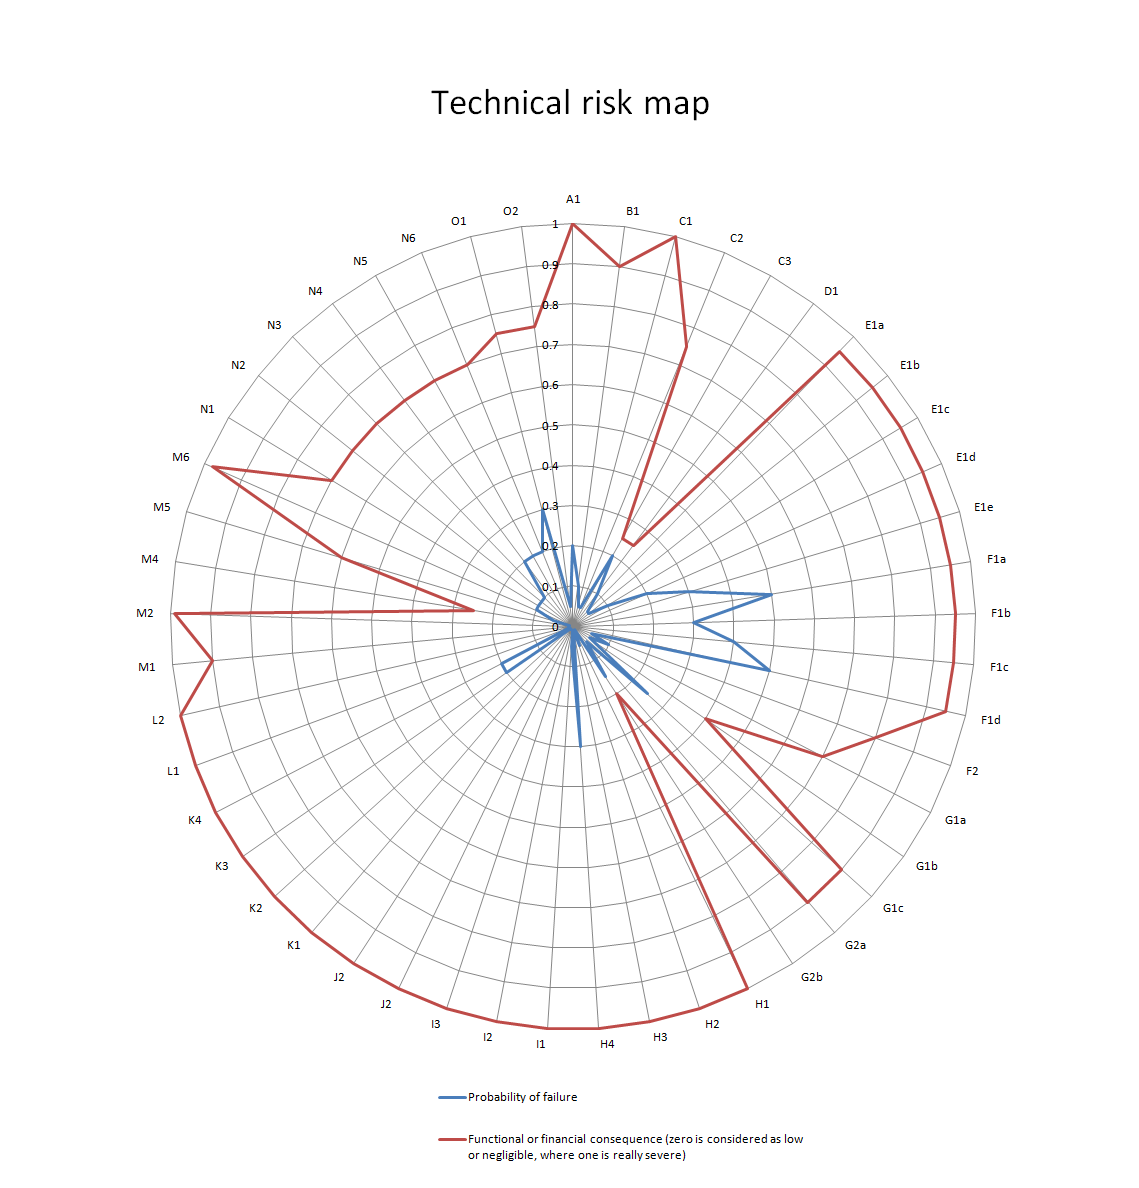 Technical risk map
A1
B1
C1
C2
C3
D1
E1a
E1b
E1c
E1d
E1e
F1a
F1b
F1c
F1d
F2
G1a
G1b
G1c
G2a
G2b
H1
H2
H3
H4
I1
I2
I3
J2
J2
K1
K2
K3
K4
L1
L2
M1
M2
M4
M5
M6
N1
N2
N3
N4
N5
N6
O1
O2
1
0.9
0.8
0.7
0.6
0.5
0.4
0.3
0.2
0.1
0
Probability of failure
Functional or financial consequence (zero is considered as low
or negligible, where one is really severe)